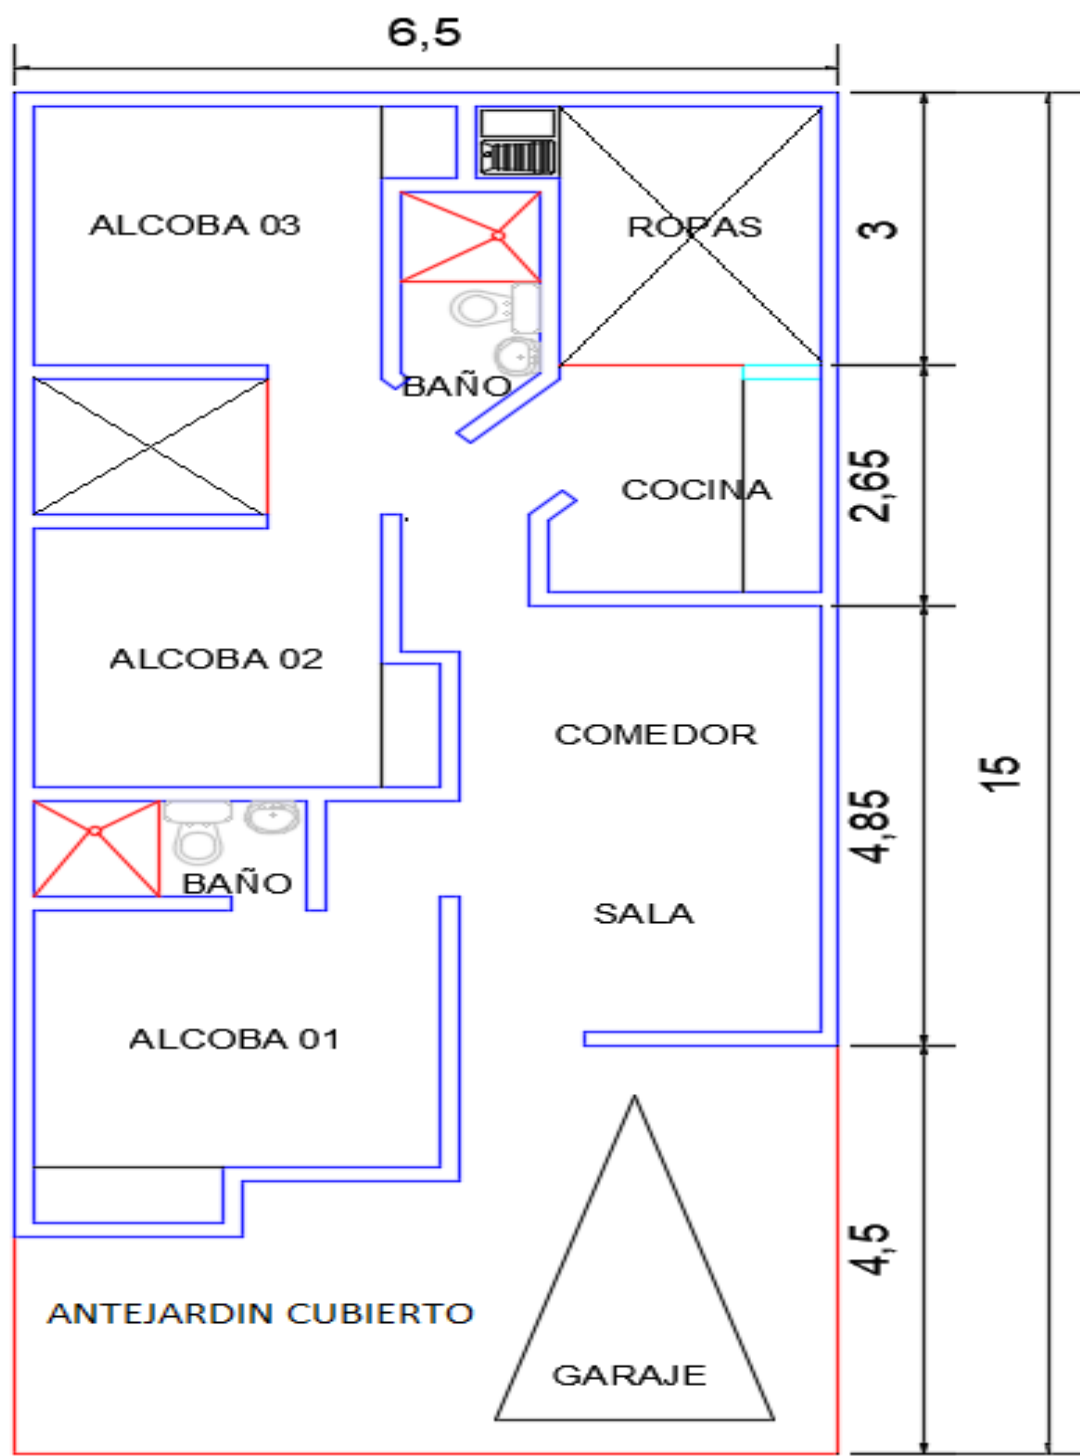 6,5
ALCOBA 03
ROPAS
3
BAÑO
COCINA
2,65
ALCOBA 02
COMEDOR
15
4,85
BAÑO
SALA
ALCOBA 01
4,5
ANTEJARDIN CUBIERTO
GARAJE